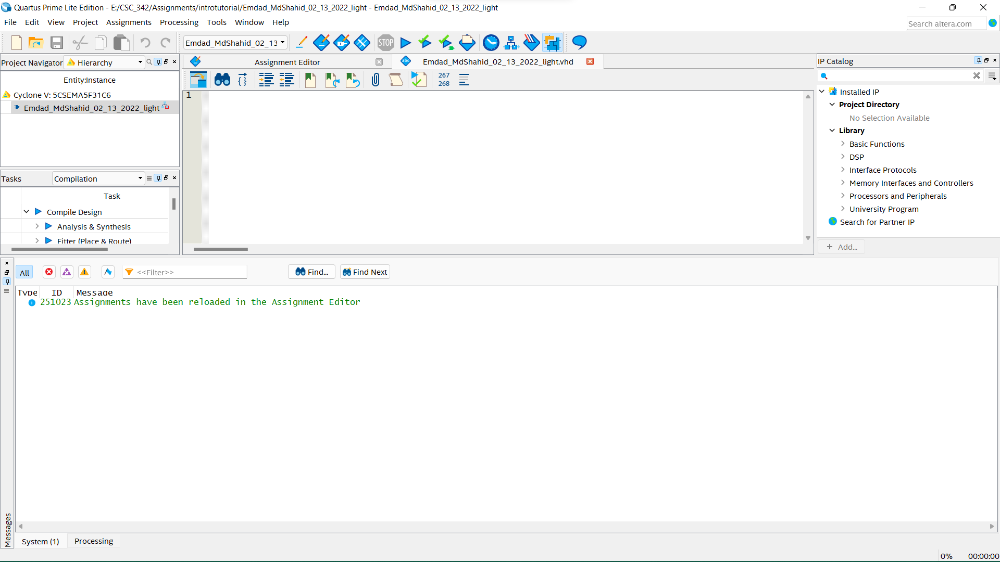 Quartus Prime Lite Edition - E:/CSC_342/Assignments/introtutorial/Emdad_MdShahid_02_13_2022_light - Emdad_MdShahid_02_13_2022_light
File Edit View Project Assignments Processing Tools Window Help
Search altera.com
Emdad_MdShahid_02_13
STOP
Project Navigator Hierarchy
Entity:Instance
Cyclone V: 5CSEMA5F31C6
Emdad_MdShahid_02_13_2022_light
Tasks Compilation
Task
Compile Design
Analysis & Synthesis
Fitter (Place & Route)
Assignment Editor
abc Emdad_MdShahid_02_13_2022_light.vhd
267
268
1
IP Catalog
Installed IP
Project Directory
No Selection Available
Library
Basic Functions
DSP
Interface Protocols
Memory Interfaces and Controllers
Processors and Peripherals
University Program
Search for Partner IP
+ Add...
All <<Filter>> Find... Find Next
Type ID Message
251023 Assignments have been reloaded in the Assignment Editor
Messages
System (1) Processing
0% 00:00:00